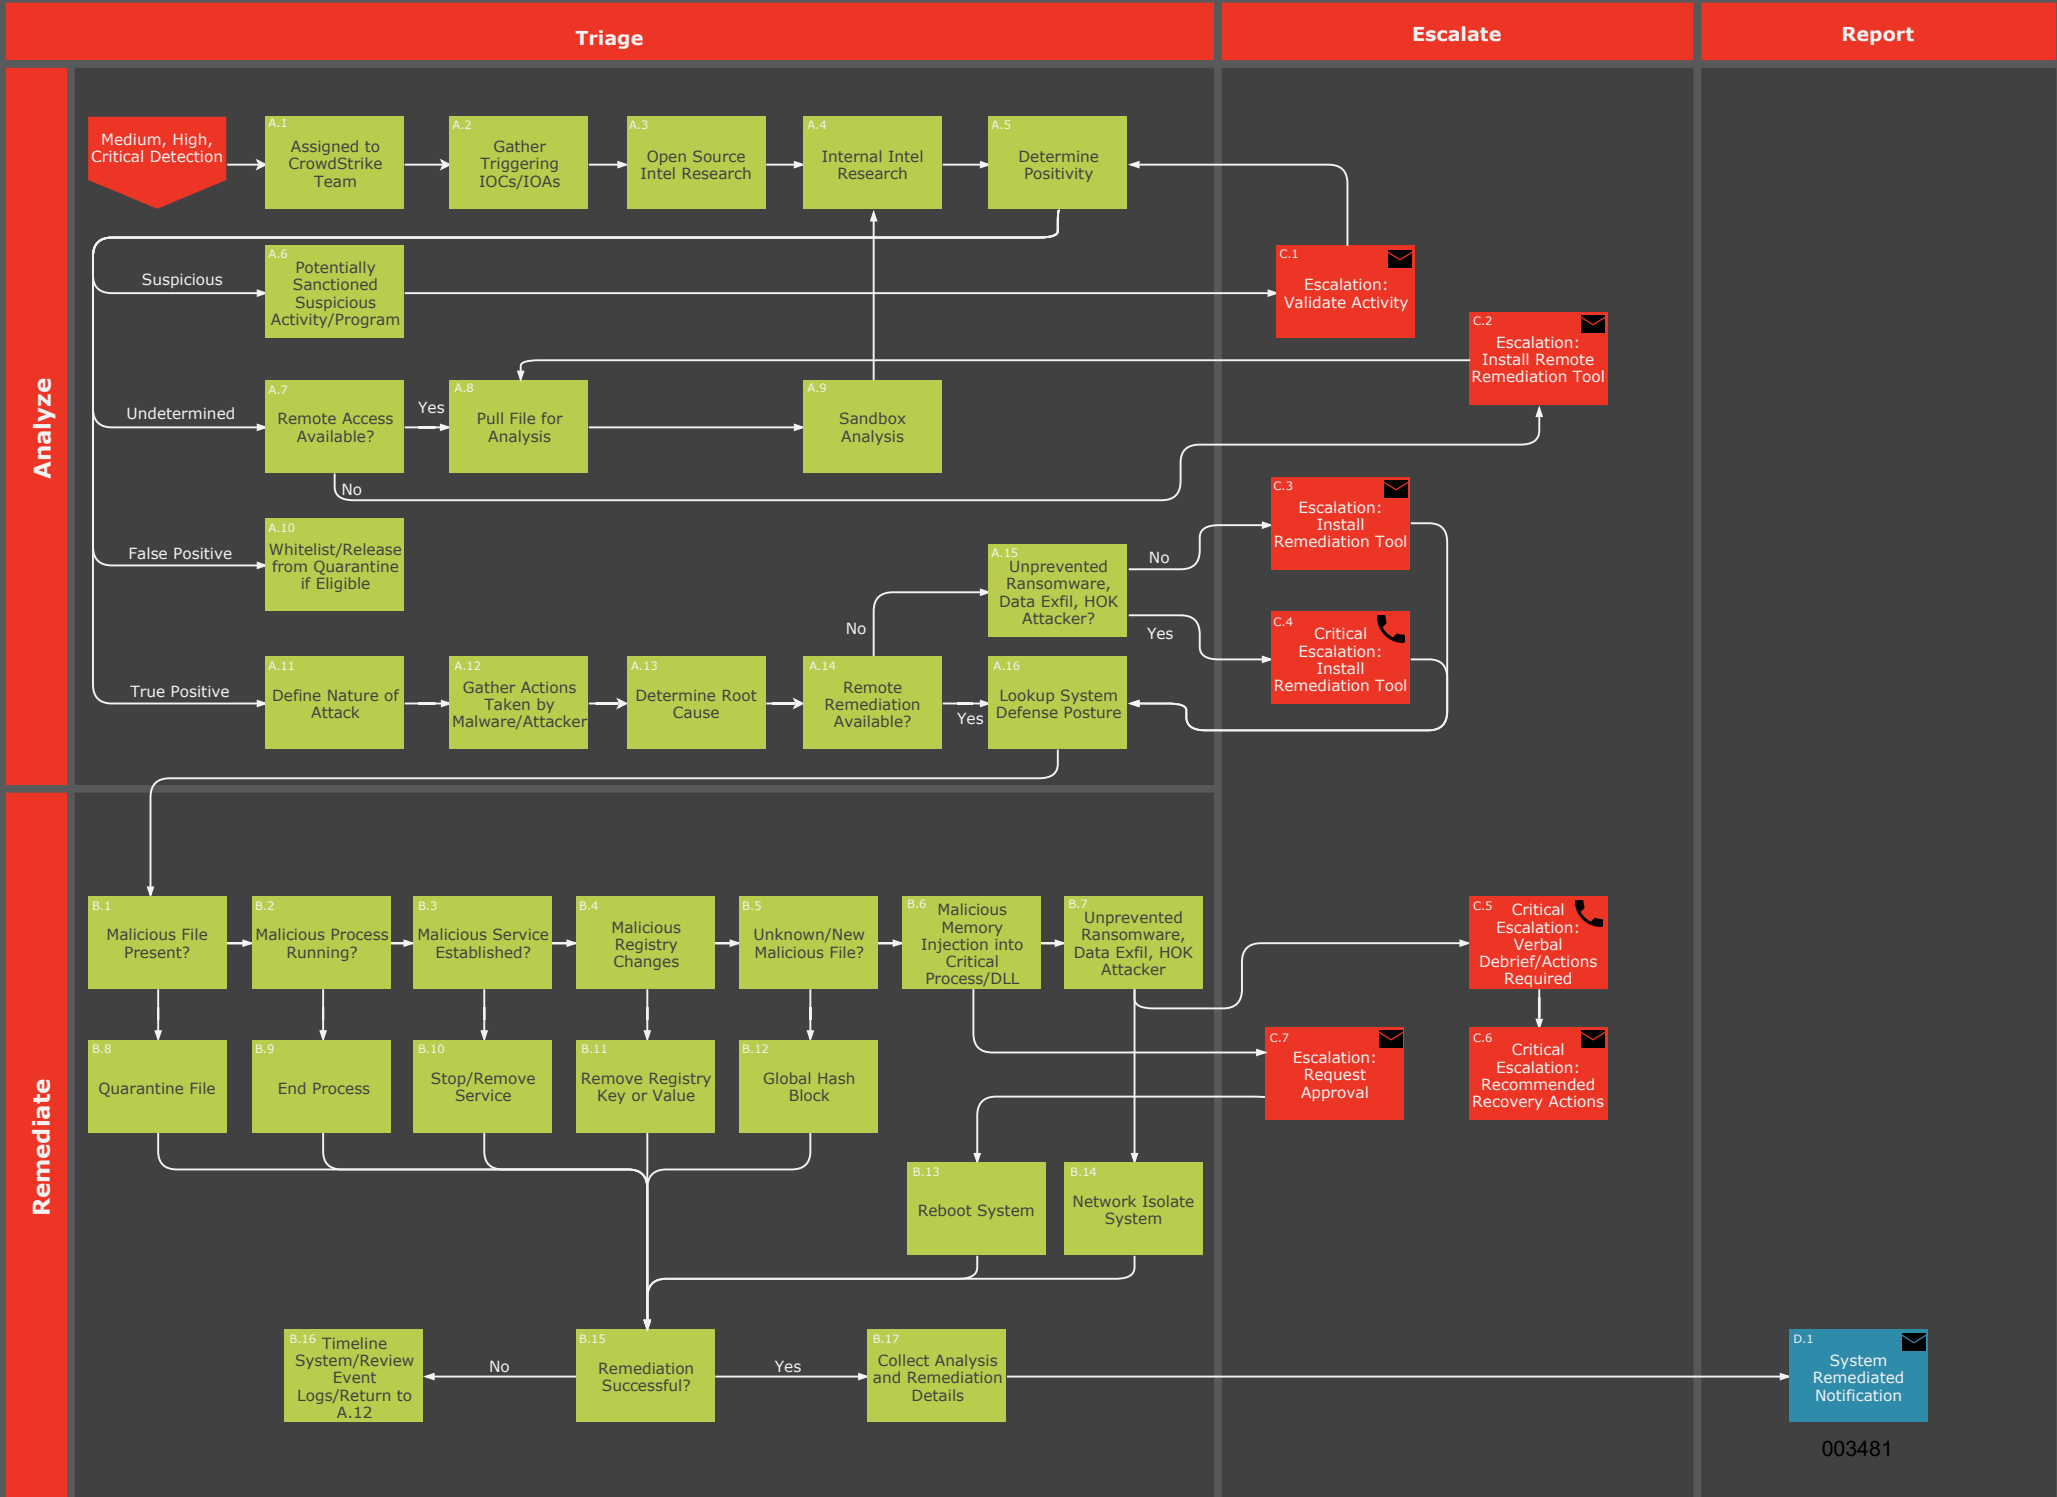 Triage
Escalate
Report
Analyze
Medium, High,
Critical Detection
A.1
Assigned to
CrowdStrike
Team
A.2
Gather
Triggering
IOCs/IOAs
A.3
Open Source
Intel Research
A.4
Internal Intel
Research
A.5
Determine
Positivity
Suspicious
A.6
Potentially
Sanctioned
Suspicious
Activity/Program
C.1
Escalation:
Validate Activity
C.2
Escalation:
Install Remote
Remediation Tool
Undetermined
A.7
Remote Access
Available?
Yes
No
A.8
Pull File for
Analysis
A.9
Sandbox
Analysis
False Positive
A.10
Whitelist/Release
from Quarantine
if Eligible
A.15
Unprevented
Ransomware,
Data Exfil, HOK
Attacker?
No
Yes
C.3
Escalation:
Install
Remediation Tool
C.4
Critical
Escalation:
Install
Remediation Tool
True Positive
A.11
Define Nature of
Attack
A.12
Gather Actions
Taken by
Malware/Attacker
A.13
Determine Root
Cause
No
A.14
Remote
Remediation
Available?
Yes
A.16
Lookup System
Defense Posture
Remediate
B.1
Malicious File
Present?
B.2
Malicious Process
Running?
B.3
Malicious Service
Established?
B.4
Malicious
Registry
Changes
B.5
Unknown/New
Malicious File?
B.6
Malicious
Memory
Injection into
Critical
Process/DLL
B.7
Unprevented
Ransomware,
Data Exfil, HOK
Attacker
C.5
Critical
Escalation:
Verbal
Debrief/Actions
Required
B.8
Quarantine File
B.9
End Process
B.10
Stop/Remove
Service
B.11
Remove Registry
Key or Value
B.12
Global Hash
Block
C.7
Escalation:
Request
Approval
C.6
Critical
Escalation:
Recommended
Recovery Actions
B.13
Reboot System
B.14
Network Isolate
System
B.16
Timeline
System/Review
Event
Logs/Return to
A.12
No
B.15
Remediation
Successful?
Yes
B.17
Collect Analysis
and Remediation
Details
D.1
System
Remediated
Notification
003481